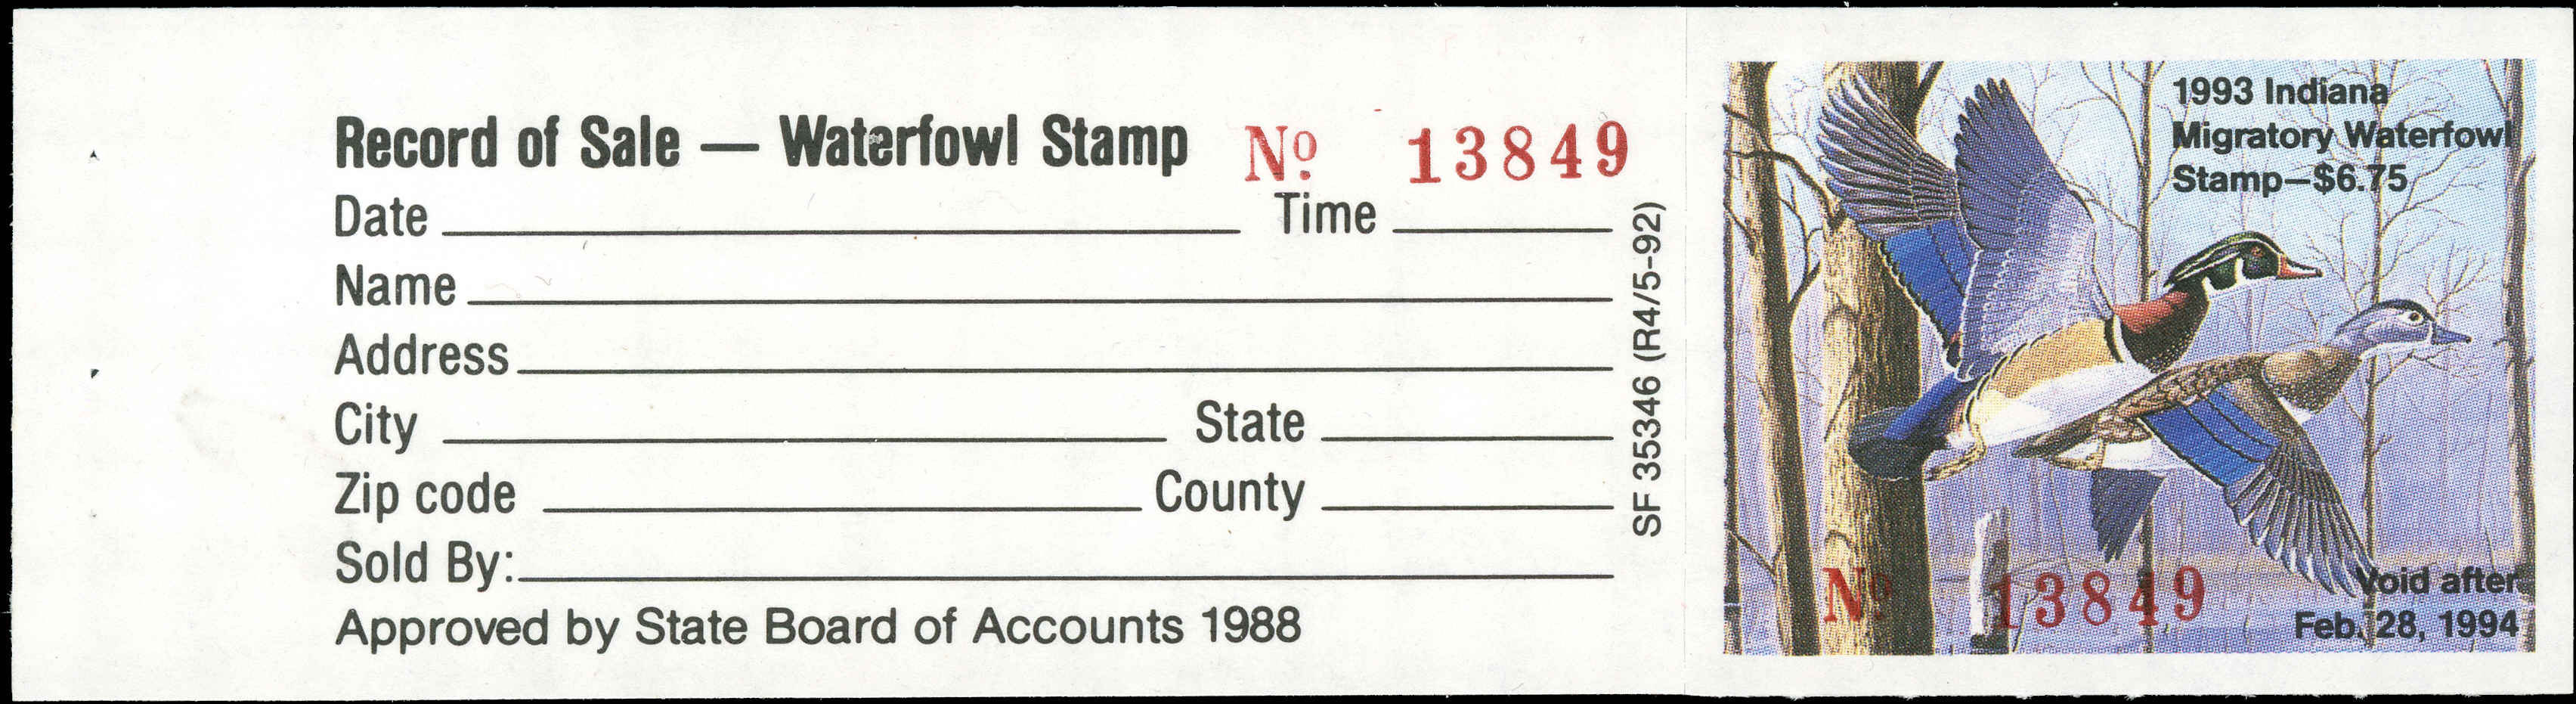 Record of Sale — Waterfowl Stamp Nº 13849
Date Time
Name
Address
City State
Zip code County
Sold By:
Approved by State Board of Accounts 1988
SF 35346 (R4/5-92)
1993 Indiana
Migratory Waterfowl
Stamp—$6.75
Nº 13849
Void after
Feb. 28, 1994